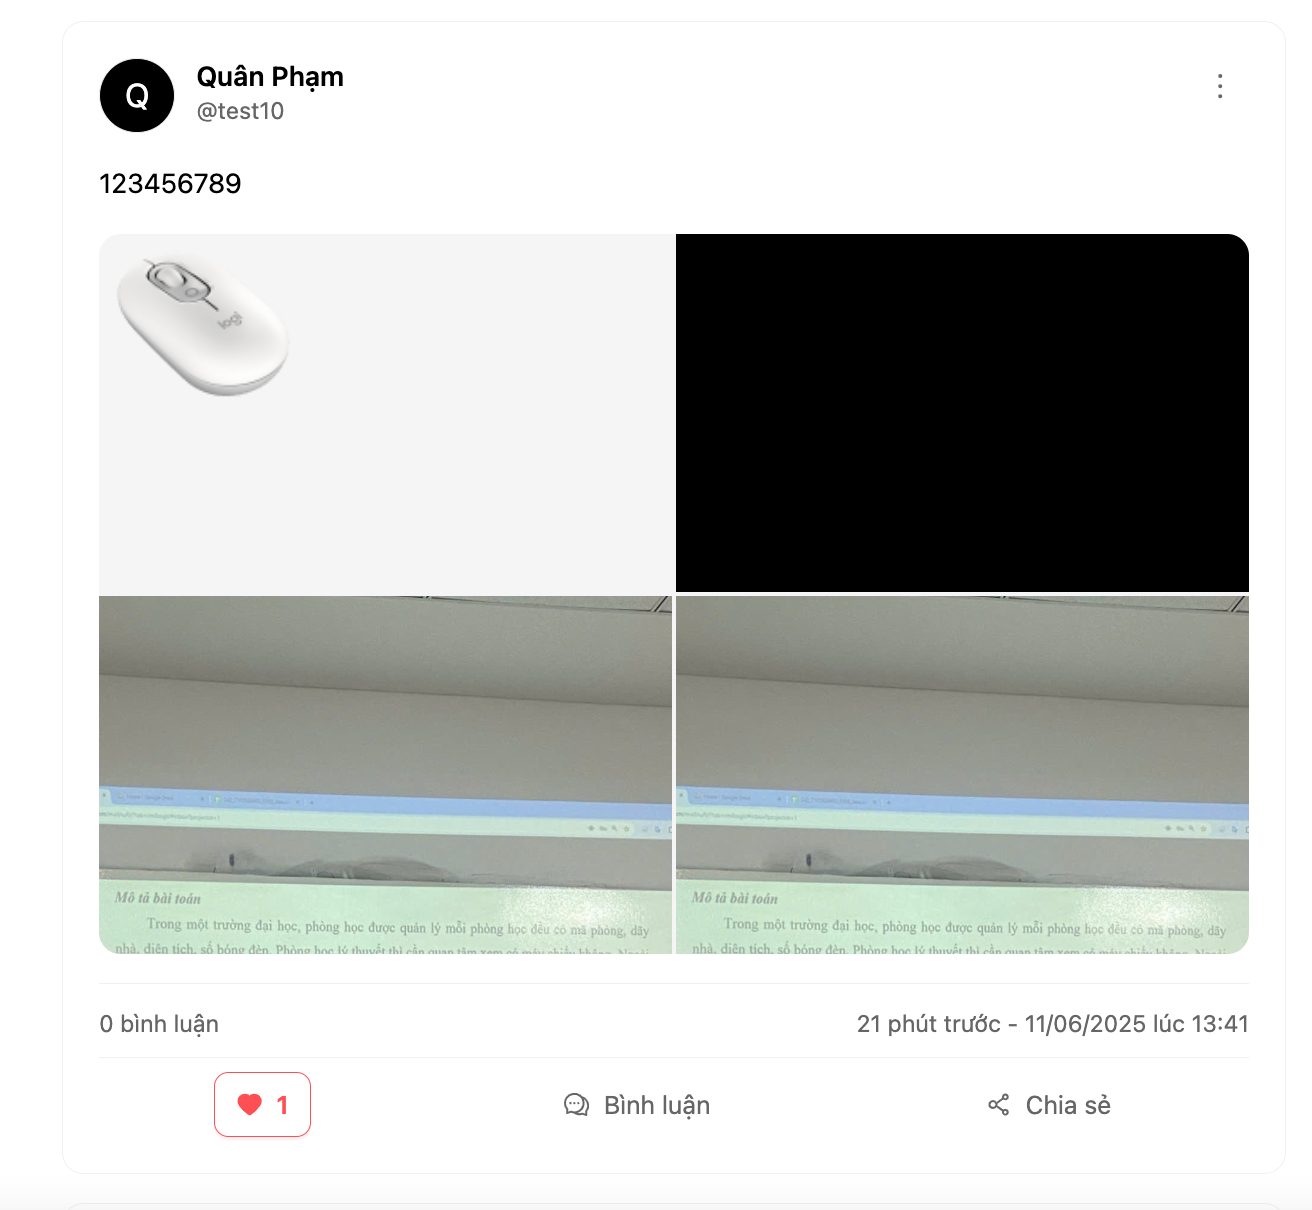 Q
Quân Phạm
@test10
123456789
logi
Mô tả bài toán
Trong một trường đại học, phòng học được quản lý mỗi phòng học đều có mã phòng, dãy
nhà, diện tích, số bóng đèn. Phòng học lý thuyết thì cần quan tâm xem có máy chiếu không. Ngoài
Mô tả bài toán
Trong một trường đại học, phòng học được quản lý mỗi phòng học đều có mã phòng, dãy
nhà, diện tích, số bóng đèn. Phòng học lý thuyết thì cần quan tâm xem có máy chiếu không. Ngoài
0 bình luận
21 phút trước - 11/06/2025 lúc 13:41
1
Bình luận
Chia sẻ